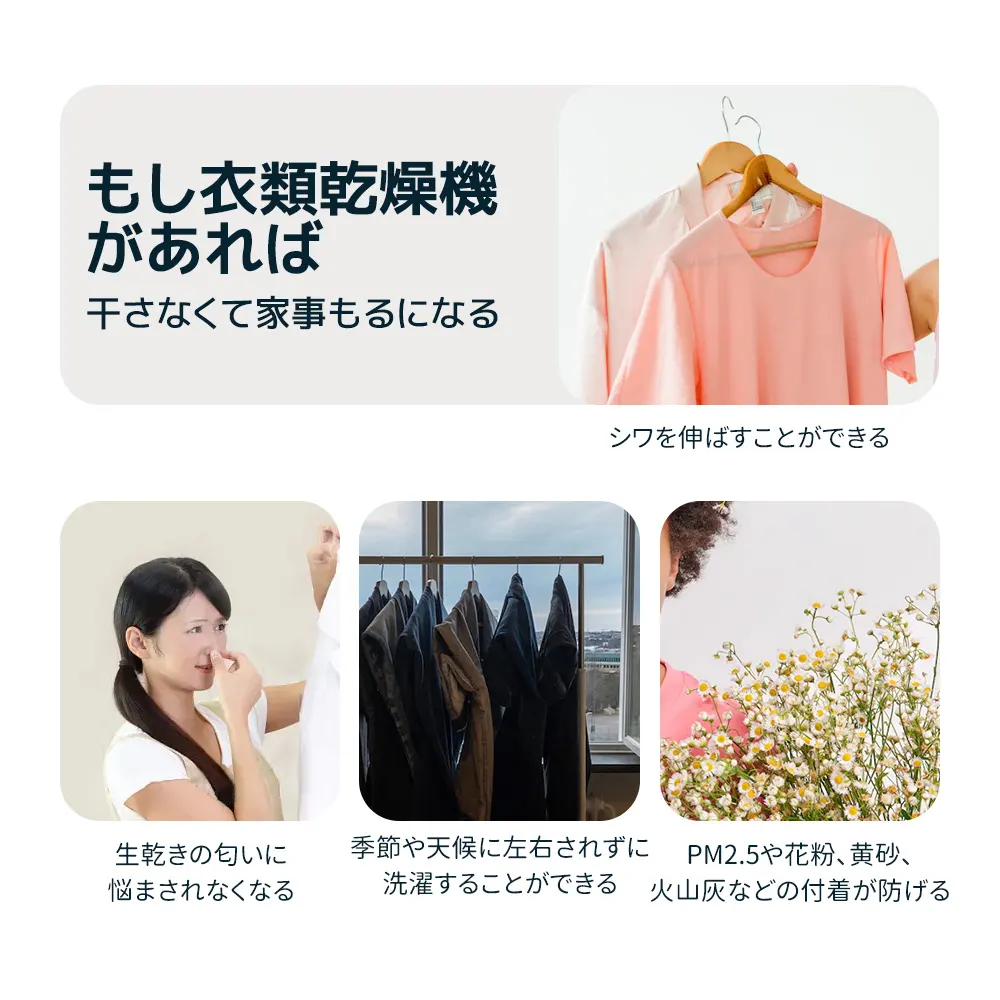 もし衣類乾燥機
があれば
干さなくて家事もるになる
シワを伸ばすことができる
生乾きの匂いに
悩まされなくなる
季節や天候に左右されずに
洗濯することができる
PM2.5や花粉、黄砂、
火山灰などの付着が防げる